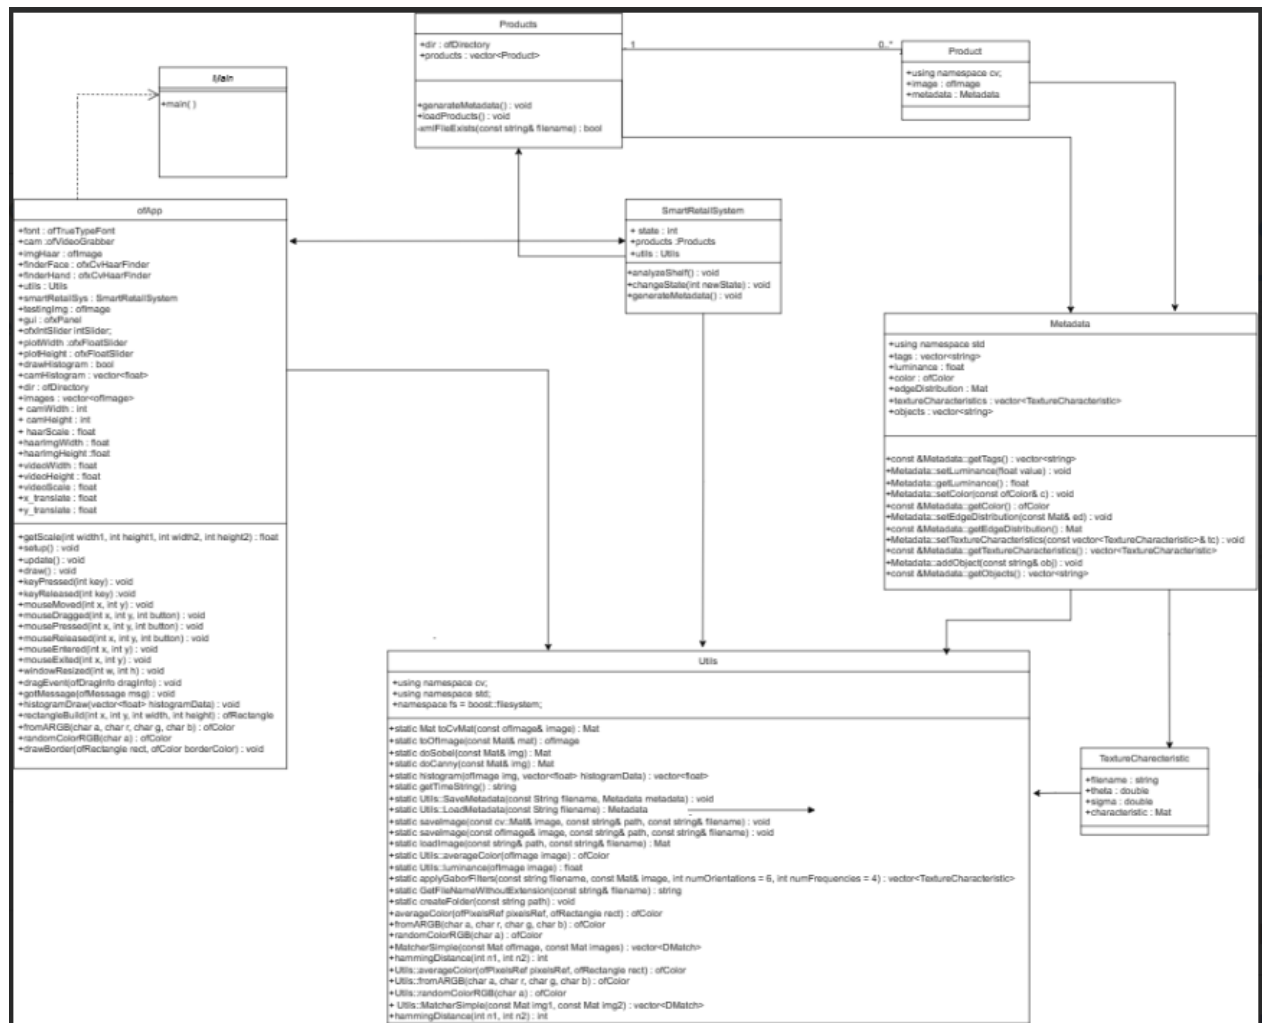 Products
+dir : ofDirectory
+products : vector<Product>
+genarateMetadata() : void
+loadProducts() : void
-xmlFileExists(const string& filename) : bool
1
0..*
Product
+using namespace cv;
+image : ofImage
+metadata : Metadata
Main
+main( )
ofApp
+font : ofTrueTypeFont
+cam :ofVideoGrabber
+imgHaar : ofImage
+finderFace : ofxCvHaarFinder
+finderHand : ofxCvHaarFinder
+utils : Utils
+smartRetailSys : SmartRetailSystem
+testingImg : ofImage
+gui : ofxPanel
+ofxIntSlider intSlider;
+plotWidth :ofxFloatSlider
+plotHeight : ofxFloatSlider
+drawHistogram : bool
+camHistogram : vector<float>
+dir : ofDirectory
+images : vector<ofImage>
+ camWidth : int
+ camHeight : int
+ haarScale : float
+haarImgWidth : float
+haarImgHeight :float
+videoWidth : float
+videoHeight : float
+videoScale : float
+x_translate : float
+y_translate : float
+getScale(int width1, int height1, int width2, int height2) : float
+setup() : void
+update() : void
+draw() : void
+keyPressed(int key) : void
+keyReleased(int key) :void
+mouseMoved(int x, int y) : void
+mouseDragged(int x, int y, int button) : void
+mousePressed(int x, int y, int button) : void
+mouseReleased(int x, int y, int button) : void
+mouseEntered(int x, int y) : void
+mouseExited(int x, int y) : void
+windowResized(int w, int h) : void
+dragEvent(ofDragInfo dragInfo) : void
+gotMessage(ofMessage msg) : void
+histogramDraw(vector<float> histogramData) : void
+rectangleBuild(int x, int y, int width, int height) : ofRectangle
+fromARGB(char a, char r, char g, char b) : ofColor
+randomColorRGB(char a) : ofColor
+drawBorder(ofRectangle rect, ofColor borderColor) : void
SmartRetailSystem
+ state : int
+products :Products
+utils : Utils
+analyzeShelf() : void
+changeState(int newState) : void
+generateMetadata() : void
Metadata
+using namespace std
+tags : vector<string>
+luminance : float
+color : ofColor
+edgeDistribution : Mat
+textureCharacteristics : vector<TextureCharacteristic>
+objects : vector<string>
+const &Metadata::getTags() : vector<string>
+Metadata::setLuminance(float value) : void
+Metadata::getLuminance() : float
+Metadata::setColor(const ofColor& c) : void
+const &Metadata::getColor() : ofColor
+Metadata::setEdgeDistribution(const Mat& ed) : void
+const &Metadata::getEdgeDistribution() : Mat
+Metadata::setTextureCharacteristics(const vector<TextureCharacteristic>& tc) : void
+const &Metadata::getTextureCharacteristics() : vector<TextureCharacteristic>
+Metadata::addObject(const string& obj) : void
+const &Metadata::getObjects() : vector<string>
Utils
+using namespace cv;
+using namespace std;
+namespace fs = boost::filesystem;
+static Mat toCvMat(const ofImage& image) : Mat
+static toOfImage(const Mat& mat) : ofImage
+static doSobel(const Mat& img) : Mat
+static doCanny(const Mat& img) : Mat
+static histogram(ofImage img, vector<float> histogramData) : vector<float>
+static getTimeString() : string
+static Utils::SaveMetadata(const String filename, Metadata metadata) : void
+static Utils::LoadMetadata(const String filename) : Metadata
+static saveImage(const cv::Mat& image, const string& path, const string& filename) : void
+static saveImage(const ofImage& image, const string& path, const string& filename) : void
+static loadImage(const string& path, const string& filename) : Mat
+static Utils::averageColor(ofImage image) : ofColor
+static Utils::luminance(ofImage image) : float
+static applyGaborFilters(const string filename, const Mat& image, int numOrientations = 6, int numFrequencies = 4) : vector<TextureCharacteristic>
+static GetFileNameWithoutExtension(const string& filename) : string
+static createFolder(const string path) : void
+averageColor(ofPixelsRef pixelsRef, ofRectangle rect) : ofColor
+fromARGB(char a, char r, char g, char b) : ofColor
+randomColorRGB(char a) : ofColor
+MatcherSimple(const Mat ofImage, const Mat images) : vector<DMatch>
+hammingDistance(int n1, int n2) : int
+Utils::averageColor(ofPixelsRef pixelsRef, ofRectangle rect) : ofColor
+Utils::fromARGB(char a, char r, char g, char b) : ofColor
+Utils::randomColorRGB(char a) : ofColor
+ Utils::MatcherSimple(const Mat img1, const Mat img2) : vector<DMatch>
+hammingDistance(int n1, int n2) : int
TextureCharecteristic
+filename : string
+theta : double
+sigma : double
+characteristic : Mat